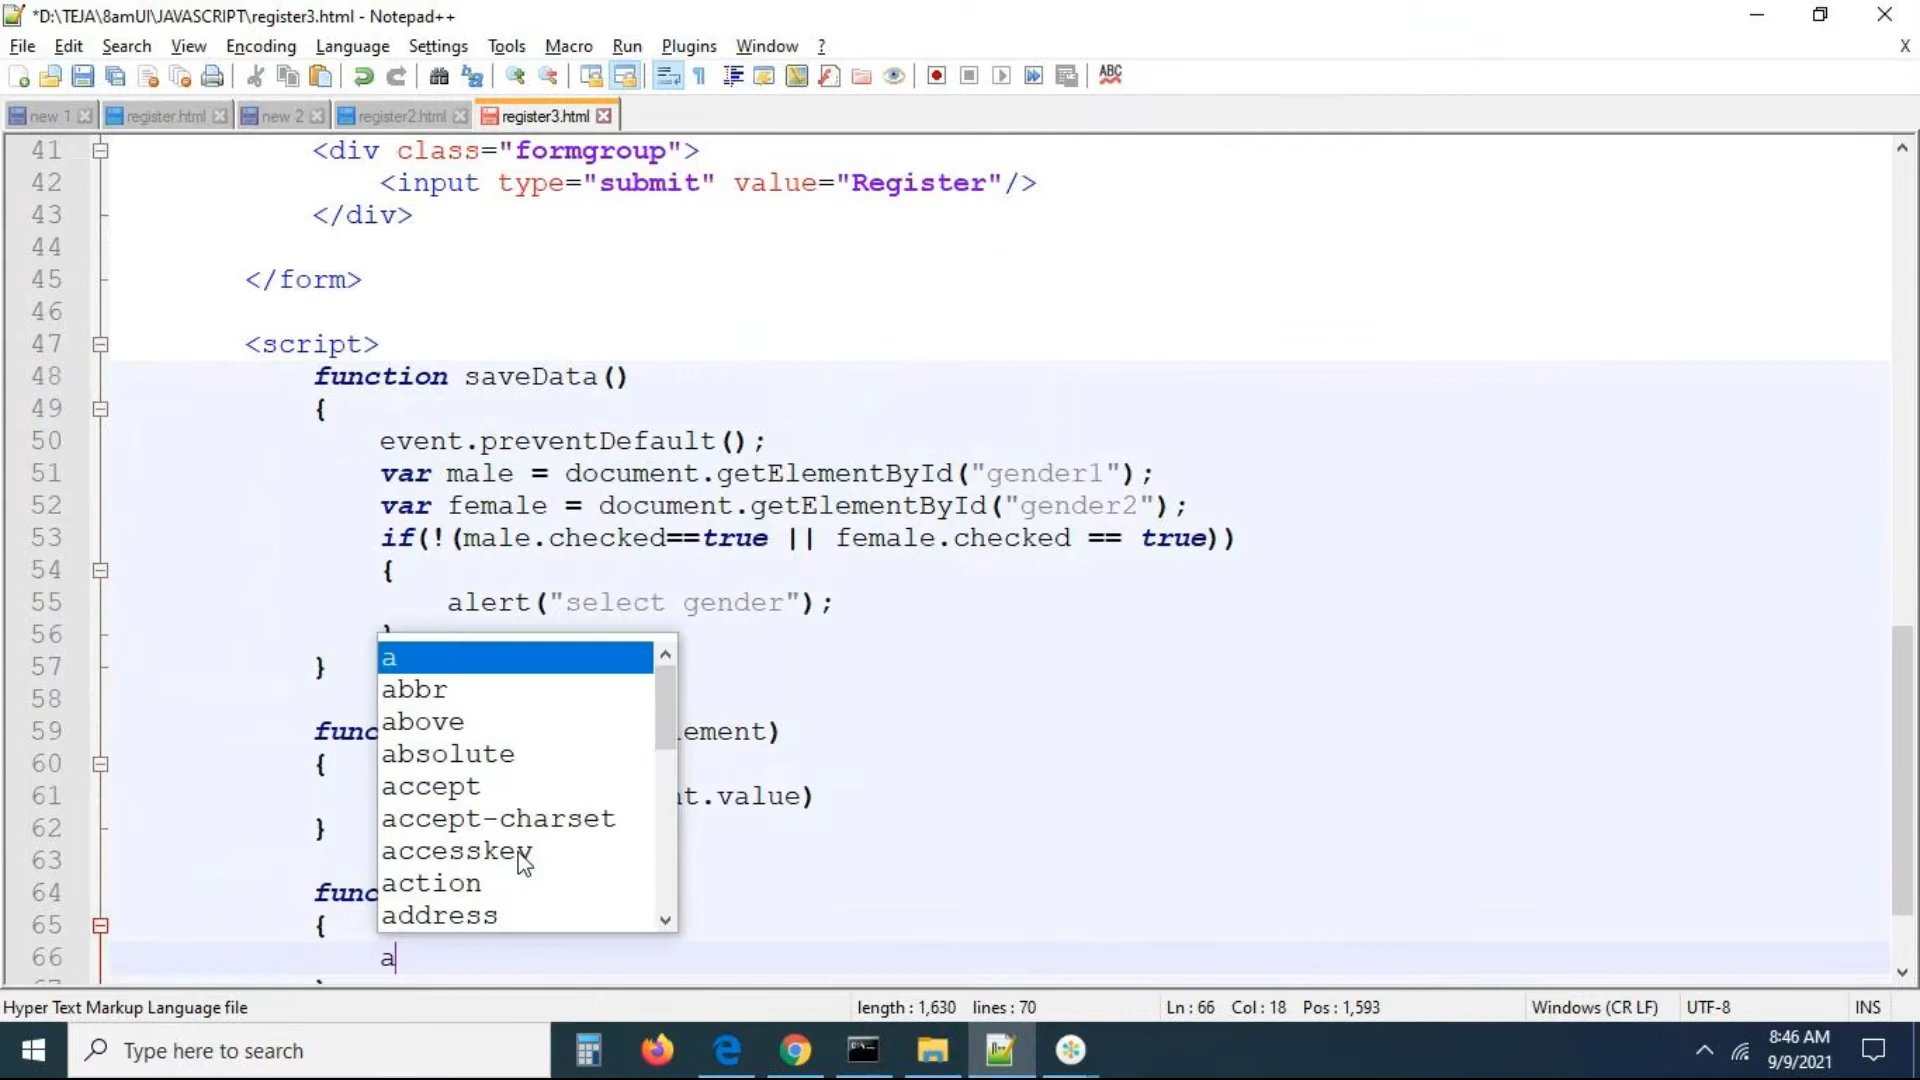 *D:\TEJA\8amUI\JAVASCRIPT\register3.html - Notepad++
File Edit Search View Encoding Language Settings Tools Macro Run Plugins Window ? X
ABC
new 1 register.html new 2 register2.html register3.html
41 <div class="formgroup">
42 <input type="submit" value="Register"/>
43 </div>
44
45 </form>
46
47 <script>
48 function saveData()
49 {
50 event.preventDefault();
51 var male = document.getElementById("gender1");
52 var female = document.getElementById("gender2");
53 if(!(male.checked==true || female.checked == true))
54 {
55 alert("select gender");
56
57 }
58
59 func lement)
60 {
61 t.value)
62 }
63
64 func
65 {
66 a
a
abbr
above
absolute
accept
accept-charset
accesskey
action
address
Hyper Text Markup Language file length : 1,630 lines : 70 Ln : 66 Col : 18 Pos : 1,593 Windows (CR LF) UTF-8 INS
Type here to search
8:46 AM
9/9/2021